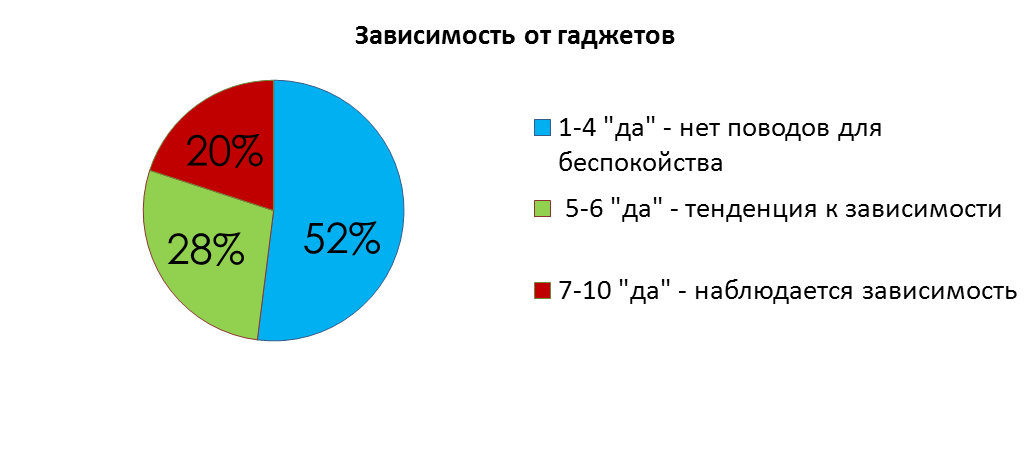 Зависимость от гаджетов
20%
28%
52%
1-4 "да" - нет поводов для
беспокойства
5-6 "да" - тенденция к зависимости
7-10 "да" - наблюдается зависимость